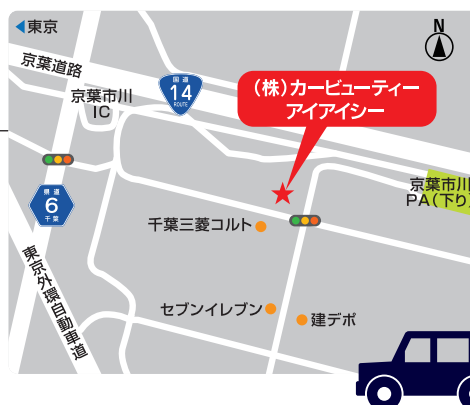 東京
N
京葉道路
国道
14
ROUTE
(株)カービューティー
アイアイシー
京葉市川
IC
県道
6
千葉
京葉市川
PA(下り)
千葉三菱コルト
東京外環自動車道
セブンイレブン
建デポ